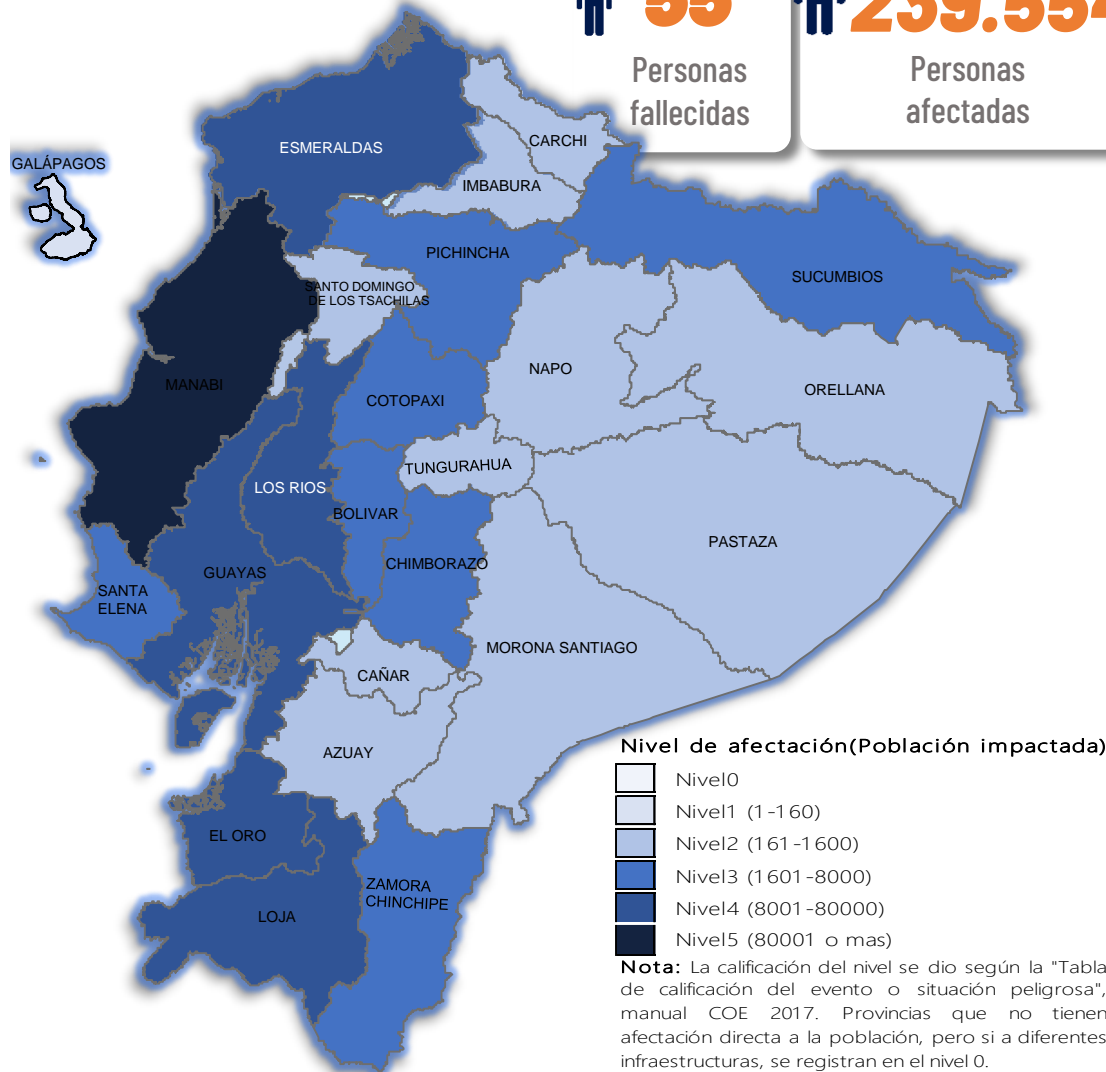 55
239.554
Personas
fallecidas
Personas
afectadas
ESMERALDAS
CARCHI
GALÁPAGOS
IMBABURA
PICHINCHA
SUCUMBIOS
SANTO DOMINGO
DE LOS TSACHILAS
NAPO
MANABI
ORELLANA
COTOPAXI
TUNGURAHUA
LOS RIOS
BOLIVAR
PASTAZA
CHIMBORAZO
GUAYAS
SANTA
ELENA
MORONA SANTIAGO
CAÑAR
AZUAY
EL ORO
ZAMORA
CHINCHIPE
LOJA
Nivel de afectación(Población impactada)
Nivel0
Nivel1 (1-160)
Nivel2 (161-1600)
Nivel3 (1601-8000)
Nivel4 (8001-80000)
Nivel5 (80001 o mas)
Nota: La calificación del nivel se dio según la "Tabla
de calificación del evento o situación peligrosa",
manual COE 2017. Provincias que no tienen
afectación directa a la población, pero si a diferentes
infraestructuras, se registran en el nivel 0.